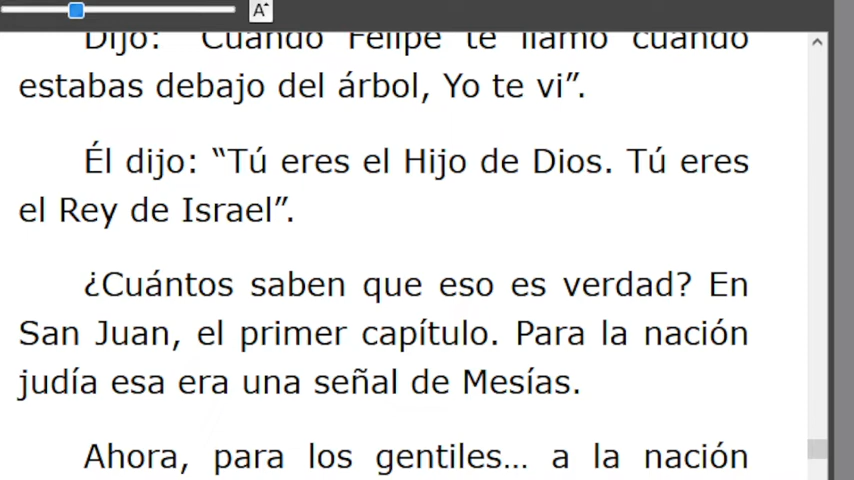 A
Dijo: “Cuando Felipe te llamó cuando
estabas debajo del árbol, Yo te vi”.
Él dijo: “Tú eres el Hijo de Dios. Tú eres
el Rey de Israel”.
¿Cuántos saben que eso es verdad? En
San Juan, el primer capítulo. Para la nación
judía esa era una señal de Mesías.
Ahora, para los gentiles… a la nación